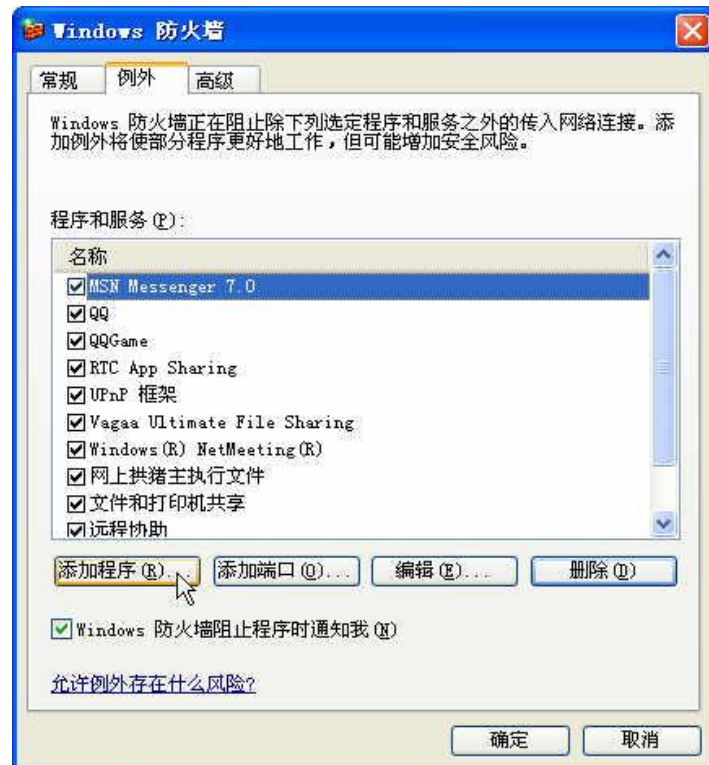 Windows 防火墙
常规 例外 高级
Windows 防火墙正在阻止除下列选定程序和服务之外的传入网络连接。添
加例外将使部分程序更好地工作，但可能增加安全风险。
程序和服务(P):
名称
MSN Messenger 7.0
QQ
QQGame
RTC App Sharing
UPnP 框架
Vagaa Ultimate File Sharing
Windows(R) NetMeeting(R)
网上拱猪主执行文件
文件和打印机共享
远程协助
添加程序(R)... 添加端口(O)... 编辑(E)... 删除(D)
Windows 防火墙阻止程序时通知我(N)
允许例外存在什么风险?
确定 取消